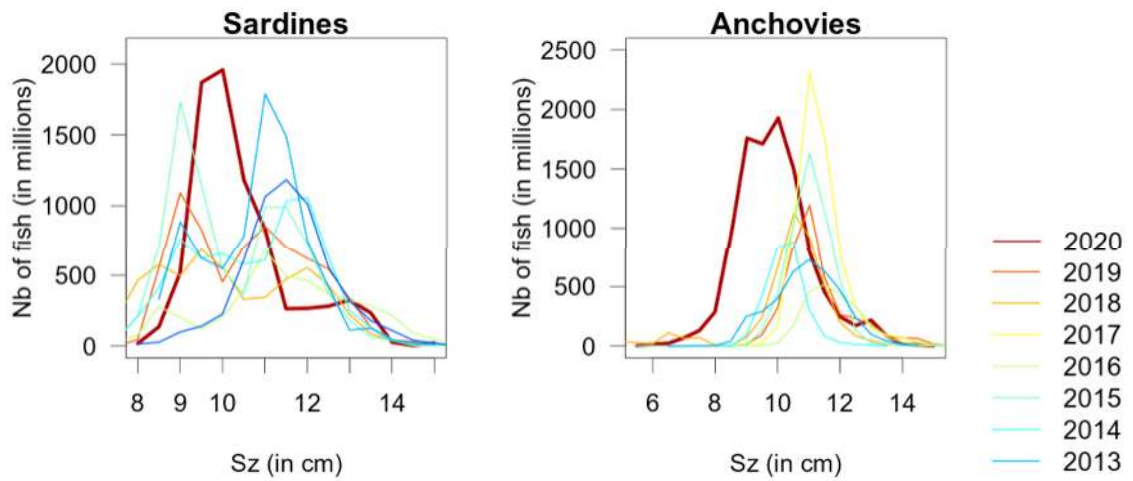 Sardines
Nb of fish (in millions)
2000
1500
1000
500
0
8 9 10 12 14
Sz (in cm)
Anchovies
Nb of fish (in millions)
2500
2000
1500
1000
500
0
6 8 10 12 14
Sz (in cm)
2020
2019
2018
2017
2016
2015
2014
2013